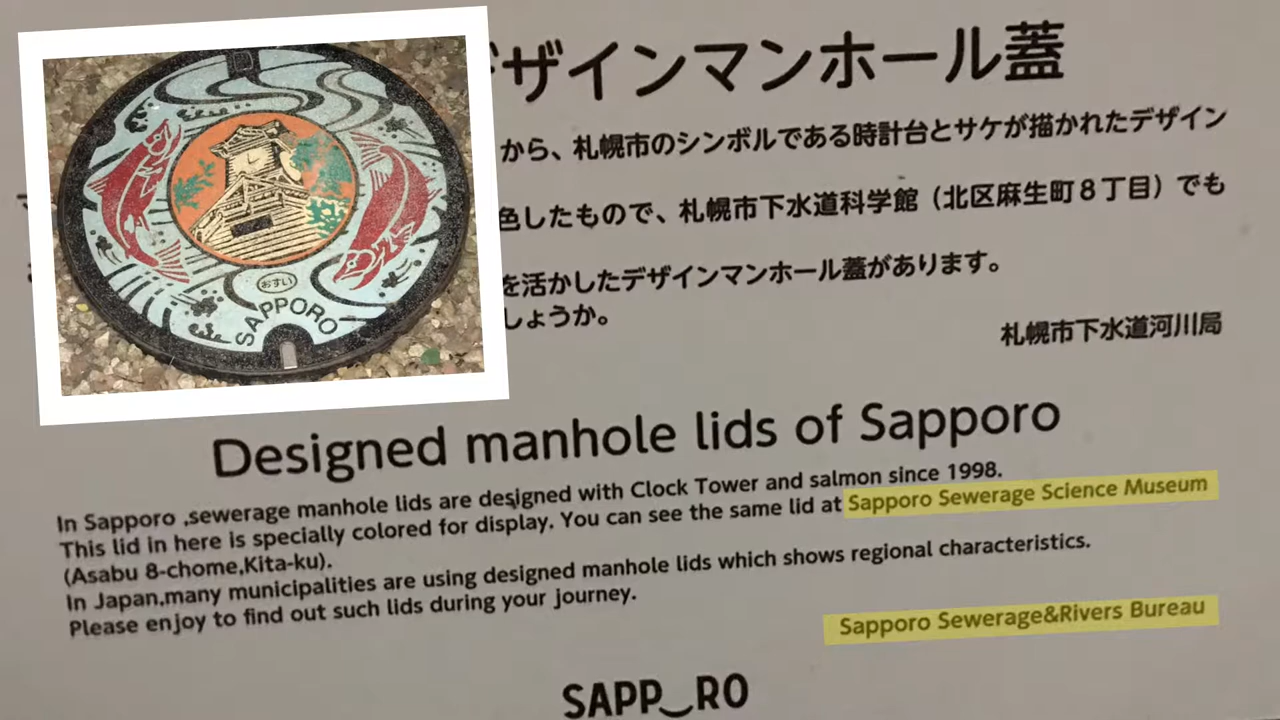 ザインマンホール蓋
から、札幌市のシンボルである時計台とサケが描かれたデザイン
色したもので、札幌市下水道科学館（北区麻生町8丁目）でも
を活かしたデザインマンホール蓋があります。
しょうか。
札幌市下水道河川局
おすい
SAPPORO
Designed manhole lids of Sapporo
In Sapporo ,sewerage manhole lids are designed with Clock Tower and salmon since 1998.
This lid in here is specially colored for display. You can see the same lid at Sapporo Sewerage Science Museum
(Asabu 8-chome,Kita-ku).
In Japan,many municipalities are using designed manhole lids which shows regional characteristics.
Please enjoy to find out such lids during your journey.
Sapporo Sewerage&Rivers Bureau
SAPP‿RO